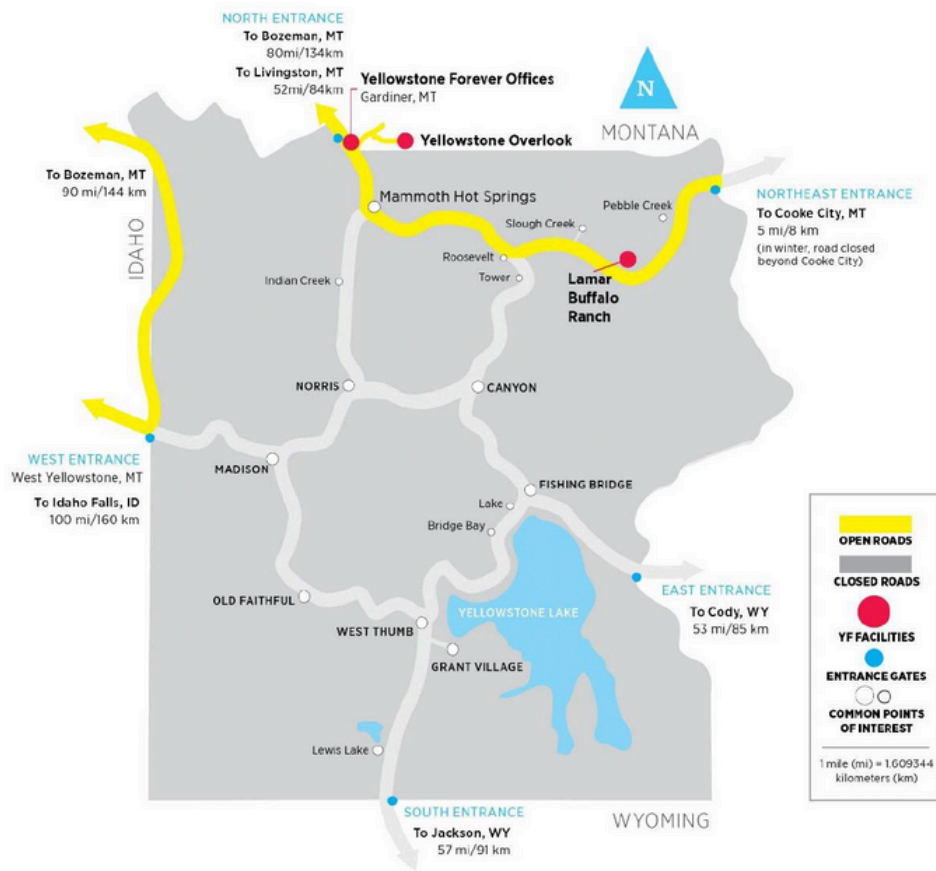 NORTH ENTRANCE
To Bozeman, MT
80mi/134km
To Livingston, MT
52mi/84km
Yellowstone Forever Offices
Gardiner, MT
N
MONTANA
Yellowstone Overlook
To Bozeman, MT
90 mi/144 km
IDAHO
Mammoth Hot Springs
NORTHEAST ENTRANCE
To Cooke City, MT
5 mi/8 km
(in winter, road closed
beyond Cooke City)
Pebble Creek
Slough Creek
Roosevelt
Tower
Lamar
Buffalo
Ranch
Indian Creek
NORRIS
CANYON
WEST ENTRANCE
West Yellowstone, MT
To Idaho Falls, ID
100 mi/160 km
MADISON
FISHING BRIDGE
Lake
Bridge Bay
EAST ENTRANCE
To Cody, WY
53 mi/85 km
OLD FAITHFUL
WEST THUMB
YELLOWSTONE LAKE
GRANT VILLAGE
Lewis Lake
SOUTH ENTRANCE
To Jackson, WY
57 mi/91 km
WYOMING
OPEN ROADS
CLOSED ROADS
YF FACILITIES
ENTRANCE GATES
COMMON POINTS
OF INTEREST
1 mile (mi) = 1.609344
kilometers (km)